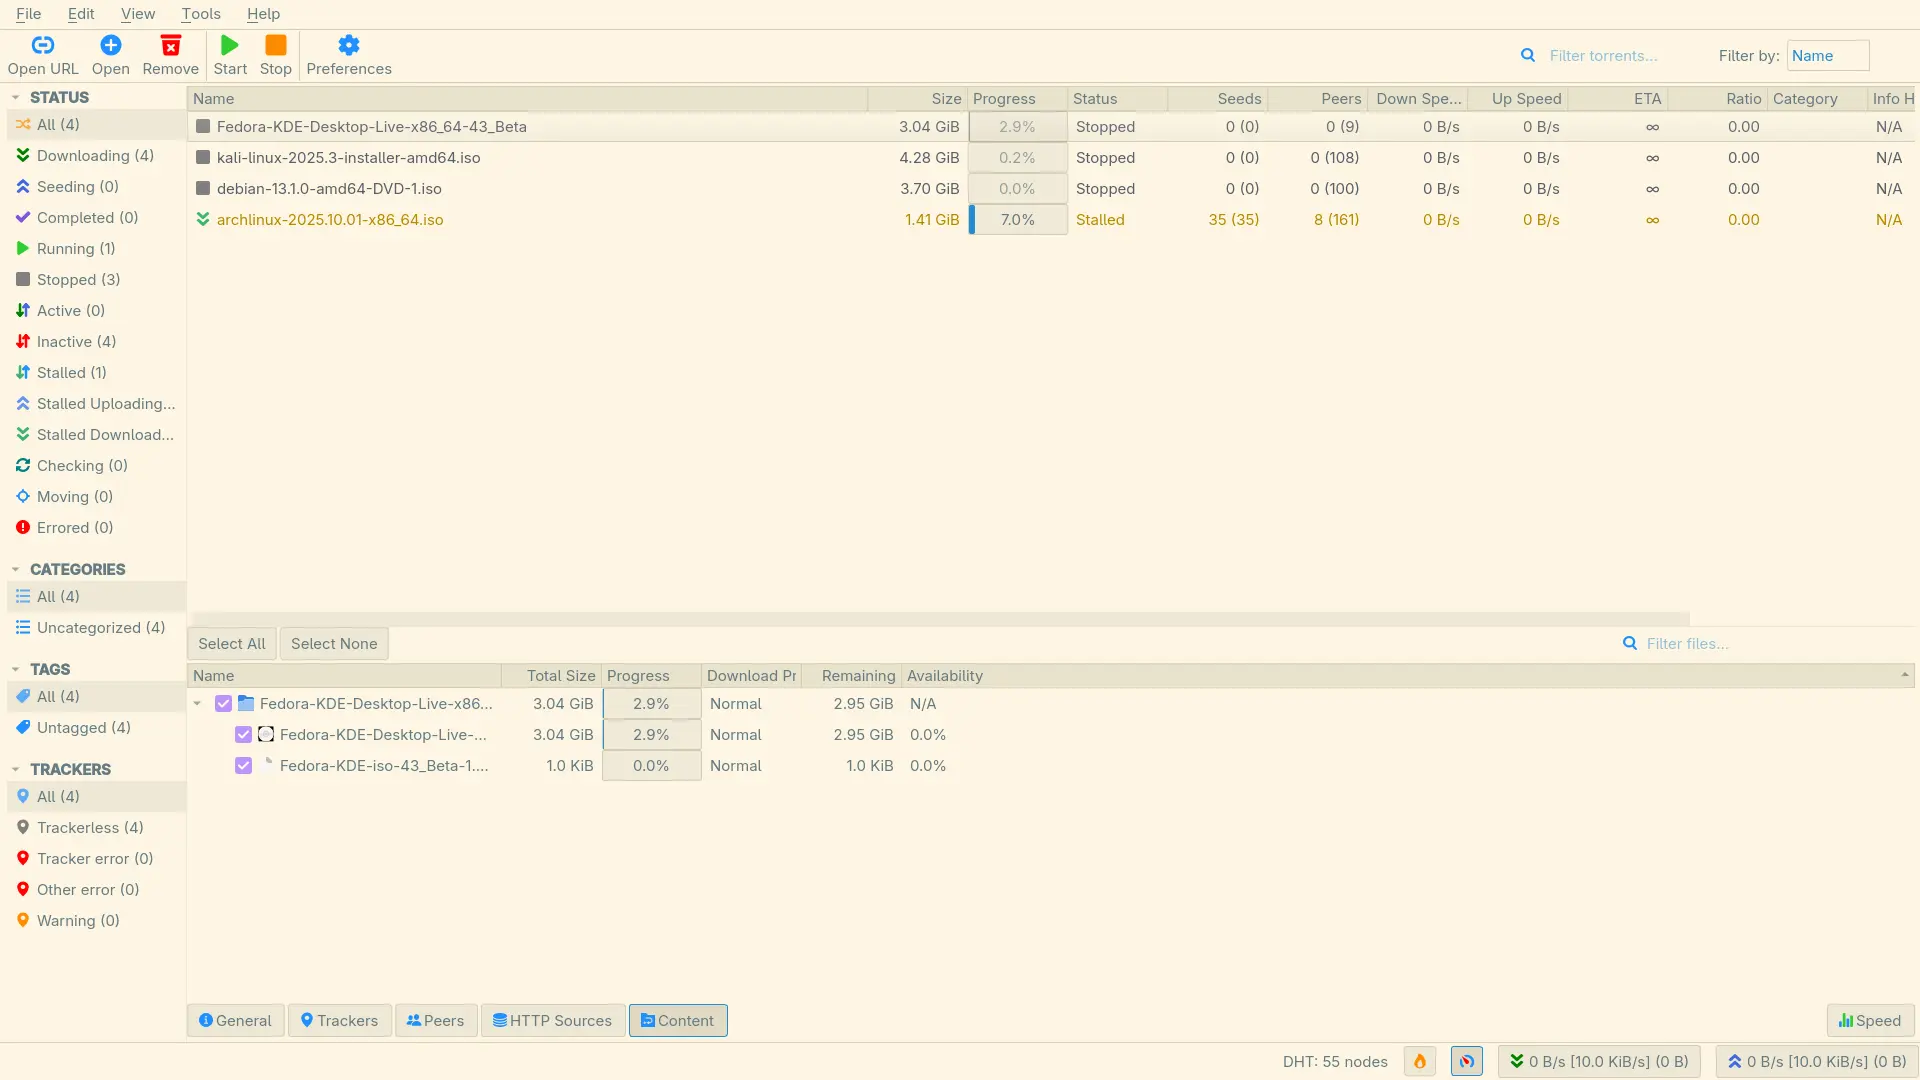 File Edit View Tools Help
Open URL Open Remove Start Stop Preferences
Filter torrents... Filter by: Name
STATUS
All (4)
Downloading (4)
Seeding (0)
Completed (0)
Running (1)
Stopped (3)
Active (0)
Inactive (4)
Stalled (1)
Stalled Uploading...
Stalled Download...
Checking (0)
Moving (0)
Errored (0)
CATEGORIES
All (4)
Uncategorized (4)
TAGS
All (4)
Untagged (4)
TRACKERS
All (4)
Trackerless (4)
Tracker error (0)
Other error (0)
Warning (0)
Name Size Progress Status Seeds Peers Down Spe... Up Speed ETA Ratio Category Info H
Fedora-KDE-Desktop-Live-x86_64-43_Beta 3.04 GiB 2.9% Stopped 0 (0) 0 (9) 0 B/s 0 B/s ∞ 0.00 N/A
kali-linux-2025.3-installer-amd64.iso 4.28 GiB 0.2% Stopped 0 (0) 0 (108) 0 B/s 0 B/s ∞ 0.00 N/A
debian-13.1.0-amd64-DVD-1.iso 3.70 GiB 0.0% Stopped 0 (0) 0 (100) 0 B/s 0 B/s ∞ 0.00 N/A
archlinux-2025.10.01-x86_64.iso 1.41 GiB 7.0% Stalled 35 (35) 8 (161) 0 B/s 0 B/s ∞ 0.00 N/A
Select All Select None Filter files...
Name Total Size Progress Download Pr Remaining Availability
Fedora-KDE-Desktop-Live-x86... 3.04 GiB 2.9% Normal 2.95 GiB N/A
Fedora-KDE-Desktop-Live-... 3.04 GiB 2.9% Normal 2.95 GiB 0.0%
Fedora-KDE-iso-43_Beta-1.... 1.0 KiB 0.0% Normal 1.0 KiB 0.0%
General Trackers Peers HTTP Sources Content Speed
DHT: 55 nodes 0 B/s [10.0 KiB/s] (0 B) 0 B/s [10.0 KiB/s] (0 B)